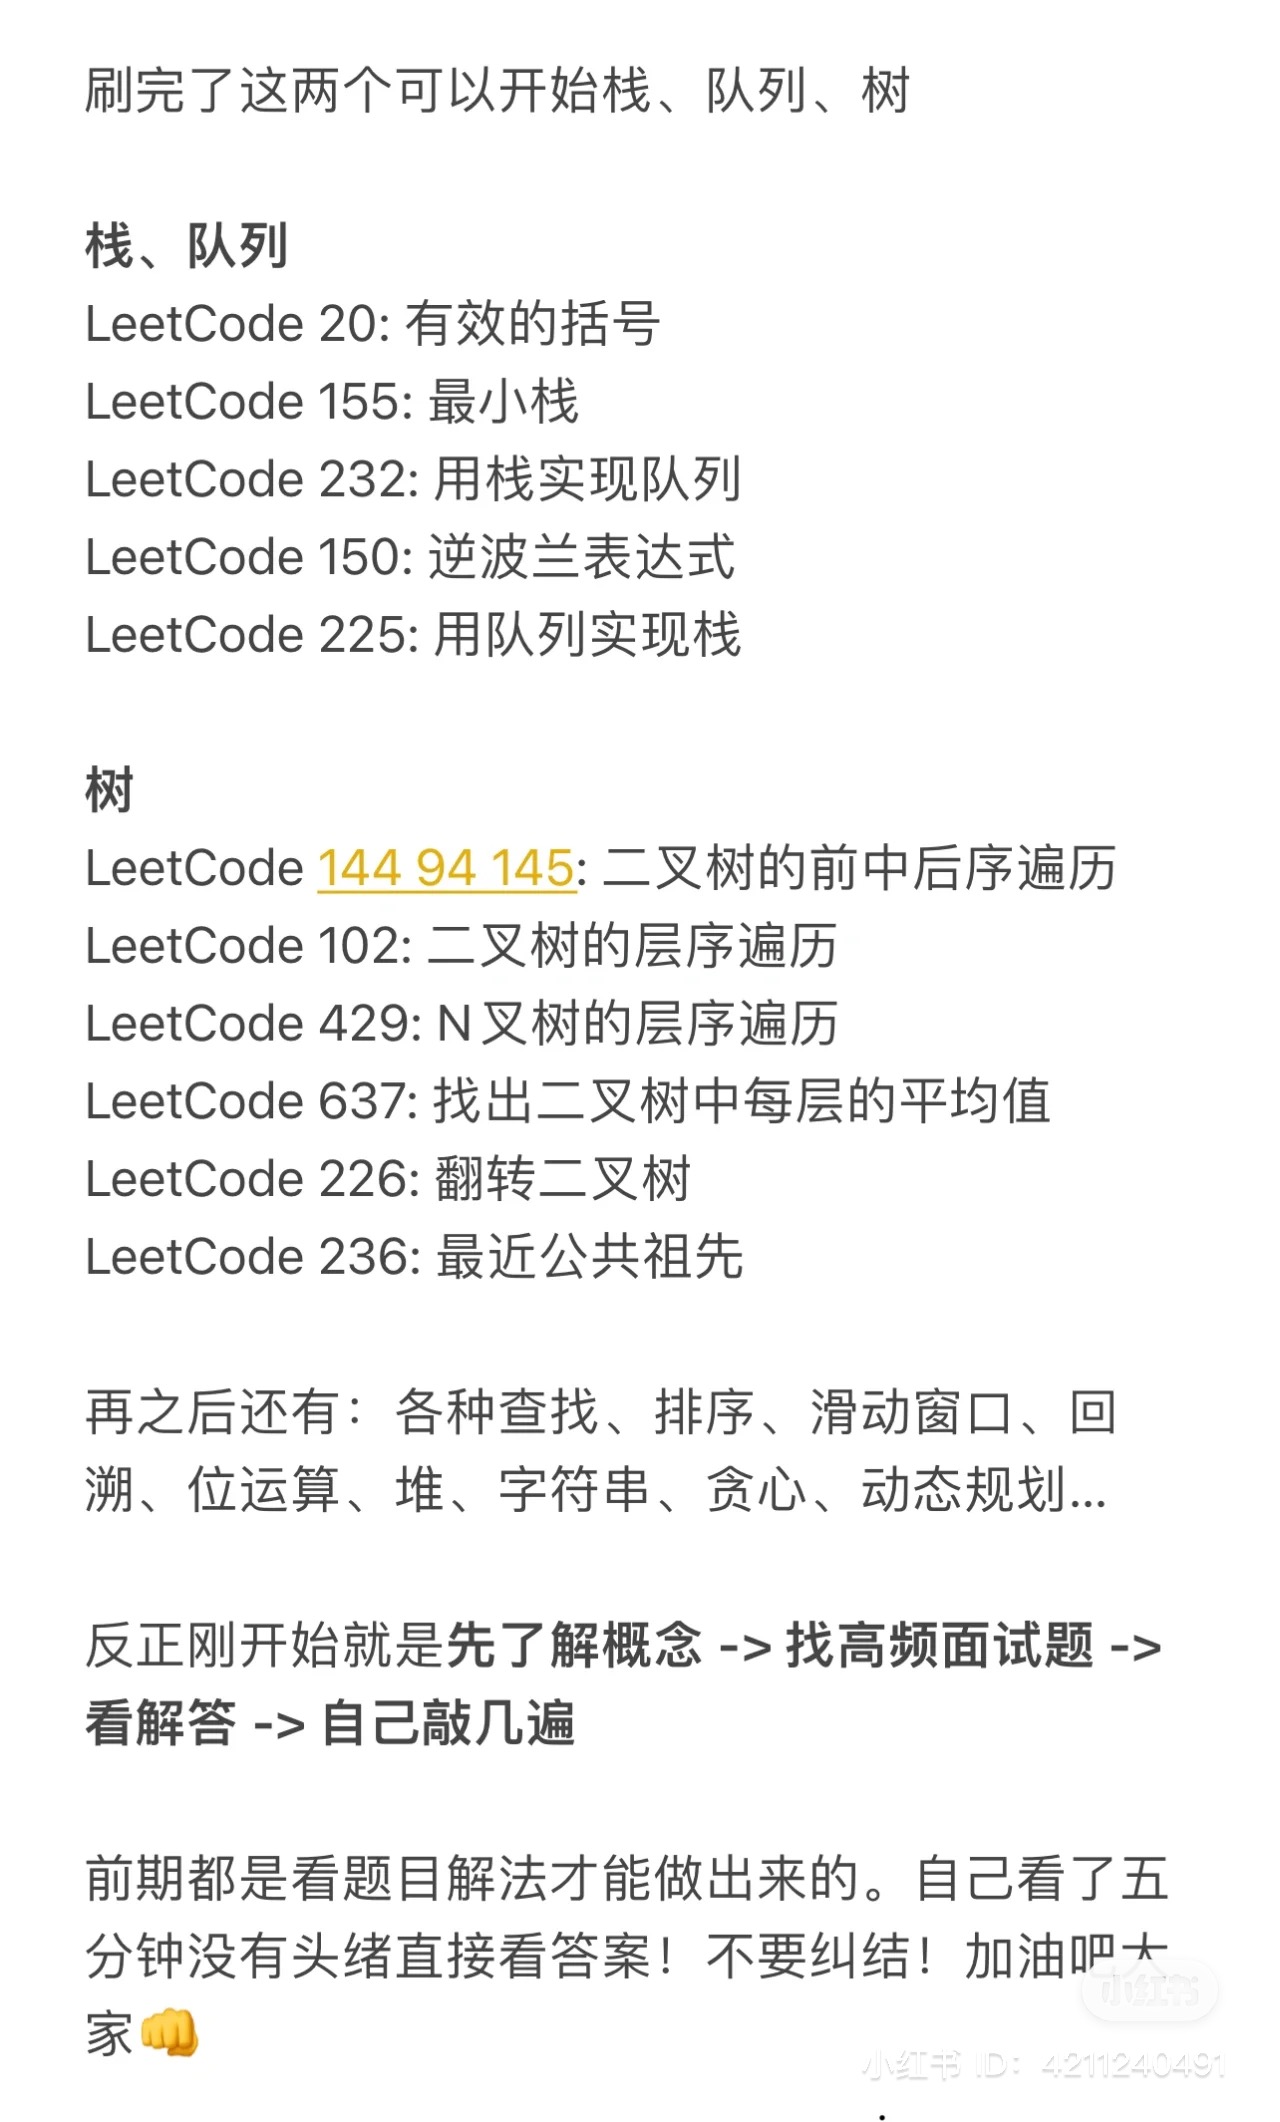 刷完了这两个可以开始栈、队列、树
栈、队列
LeetCode 20: 有效的括号
LeetCode 155: 最小栈
LeetCode 232: 用栈实现队列
LeetCode 150: 逆波兰表达式
LeetCode 225: 用队列实现栈
树
LeetCode 144 94 145: 二叉树的前中后序遍历
LeetCode 102: 二叉树的层序遍历
LeetCode 429: N叉树的层序遍历
LeetCode 637: 找出二叉树中每层的平均值
LeetCode 226: 翻转二叉树
LeetCode 236: 最近公共祖先
再之后还有：各种查找、排序、滑动窗口、回
溯、位运算、堆、字符串、贪心、动态规划...
反正刚开始就是先了解概念 -> 找高频面试题 ->
看解答 -> 自己敲几遍
前期都是看题目解法才能做出来的。自己看了五
分钟没有头绪直接看答案！不要纠结！加油吧大
家👊
小红书
小红书 ID：4211240491